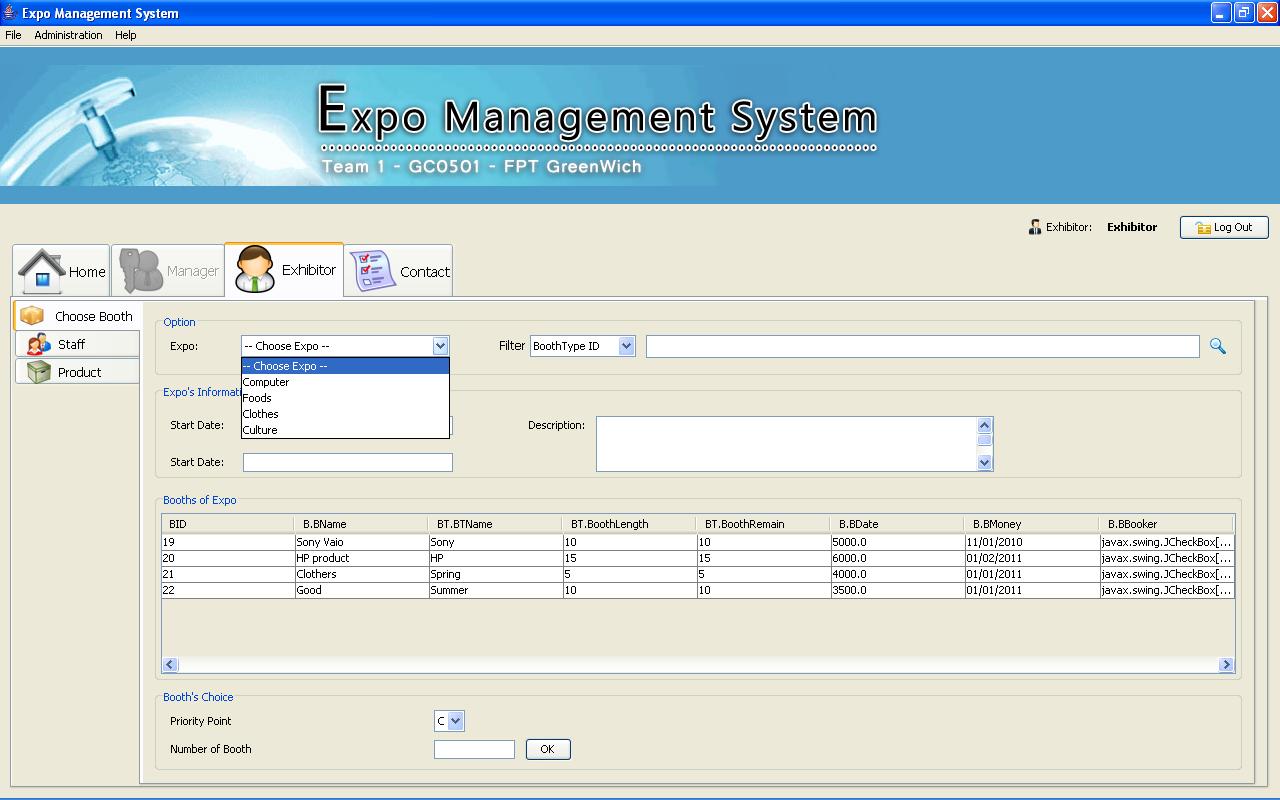 Expo Management System
File Administration Help
Expo Management System
Team 1 - GC0501 - FPT GreenWich
Exhibitor: Exhibitor Log Out
Home Manager Exhibitor Contact
Choose Booth
Staff
Product
Option
Expo: -- Choose Expo -- Filter BoothType ID
-- Choose Expo --
Computer
Foods
Clothes
Culture
Expo's Informati
Start Date: Description:
Start Date:
Booths of Expo
BID B.BName BT.BTName BT.BoothLength BT.BoothRemain B.BDate B.BMoney B.BBooker
19 Sony Vaio Sony 10 10 5000.0 11/01/2010 javax.swing.JCheckBox[...
20 HP product HP 15 15 6000.0 01/02/2011 javax.swing.JCheckBox[...
21 Clothers Spring 5 5 4000.0 01/01/2011 javax.swing.JCheckBox[...
22 Good Summer 10 10 3500.0 01/01/2011 javax.swing.JCheckBox[...
Booth's Choice
Priority Point C
Number of Booth OK